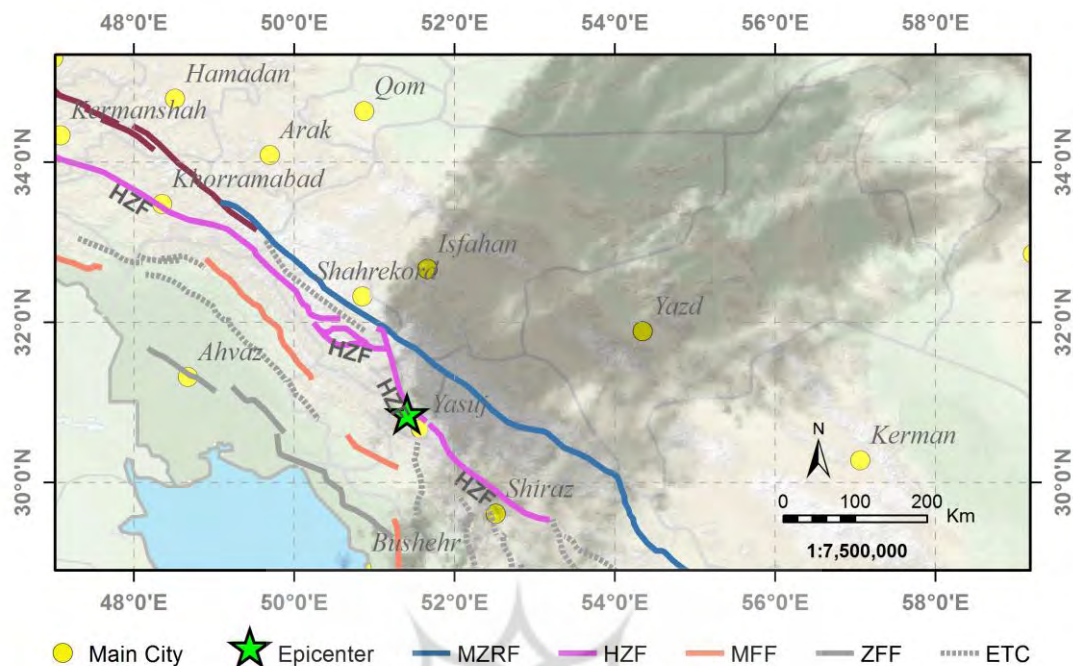 48°0'E 50°0'E 52°0'E 54°0'E 56°0'E 58°0'E
Hamadan
Qom
Kermanshah
Arak
34°0'N 34°0'N
Khorramabad
HZF
Isfahan
Shahrekord
32°0'N 32°0'N
Yazd
HZF
Ahvaz
HZF
Yasuj
N
Kerman
30°0'N 30°0'N
HZF
Shiraz
0 100 200
Km
Bushehr
1:7,500,000
48°0'E 50°0'E 52°0'E 54°0'E 56°0'E 58°0'E
Main City Epicenter MZRF HZF MFF ZFF ETC